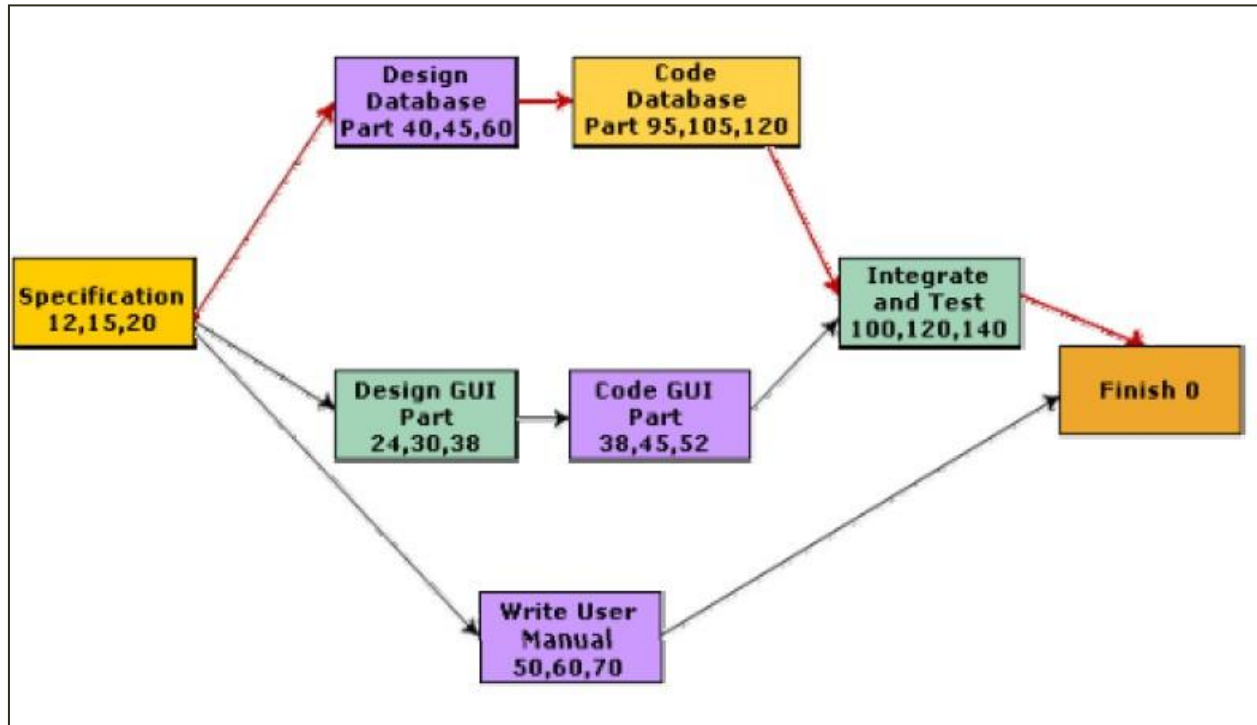 Design
Database
Part 40,45,60
Code
Database
Part 95,105,120
Specification
12,15,20
Integrate
and Test
100,120,140
Design GUI
Part
24,30,38
Code GUI
Part
38,45,52
Finish 0
Write User
Manual
50,60,70